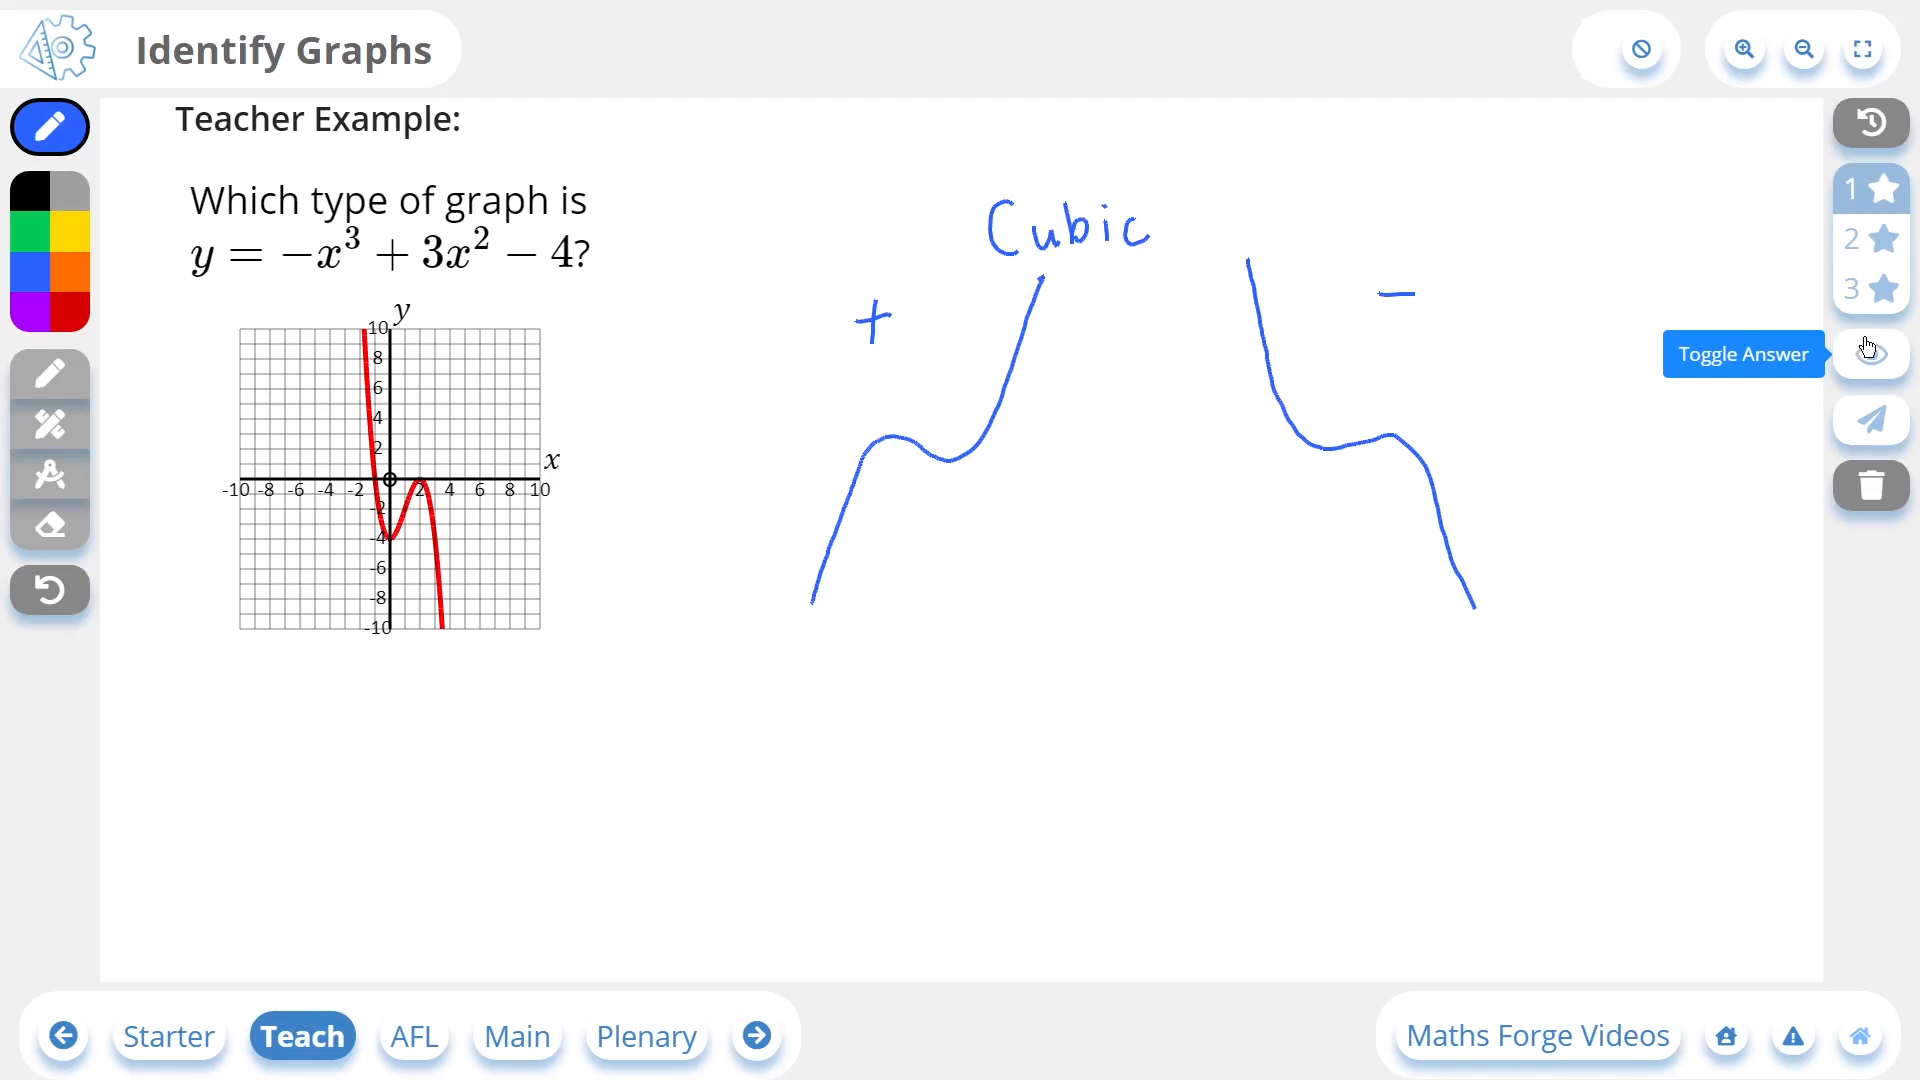 Identify Graphs
Teacher Example:
Which type of graph is
y = −x³ + 3x² − 4?
Cubic
+
−
y
10
8
6
4
2
x
-10 -8 -6 -4 -2 2 4 6 8 10
-2
-4
-6
-8
-10
1
2
3
Toggle Answer
Starter Teach AFL Main Plenary
Maths Forge Videos